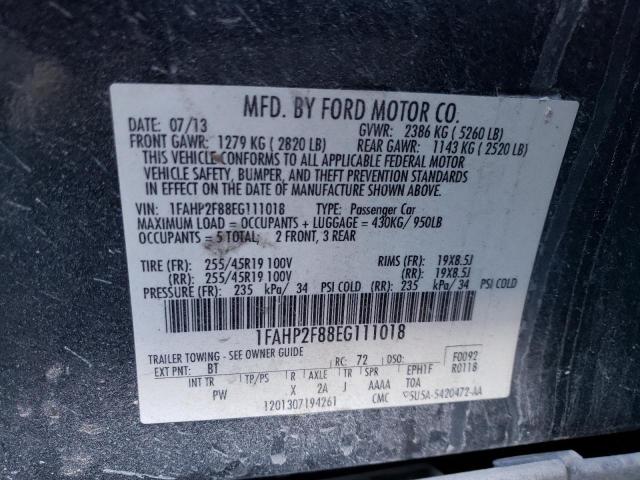 MFD. BY FORD MOTOR CO.
DATE: 07/13 GVWR: 2386 KG ( 5260 LB)
FRONT GAWR: 1279 KG ( 2820 LB) REAR GAWR: 1143 KG ( 2520 LB)
THIS VEHICLE CONFORMS TO ALL APPLICABLE FEDERAL MOTOR
VEHICLE SAFETY, BUMPER, AND THEFT PREVENTION STANDARDS
IN EFFECT ON THE DATE OF MANUFACTURE SHOWN ABOVE.
VIN: 1FAHP2F88EG111018 TYPE: Passenger Car
MAXIMUM LOAD = OCCUPANTS + LUGGAGE = 430KG/ 950LB
OCCUPANTS = 5 TOTAL, 2 FRONT, 3 REAR
TIRE (FR): 255/45R19 100V RIMS (FR): 19X8.5J
(RR): 255/45R19 100V (RR): 19X8.5J
PRESSURE (FR): 235 kPa/ 34 PSI COLD (RR): 235 kPa/ 34 PSI COLD
1FAHP2F88EG111018
TRAILER TOWING - SEE OWNER GUIDE
EXT PNT: BT RC: 72 DSO: F0092
INT TR TP/PS R AXLE TR SPR EPH1F R0118
PW X 2A J AAAA TOA
1201307194261 CMC 5U5A-5420472-AA